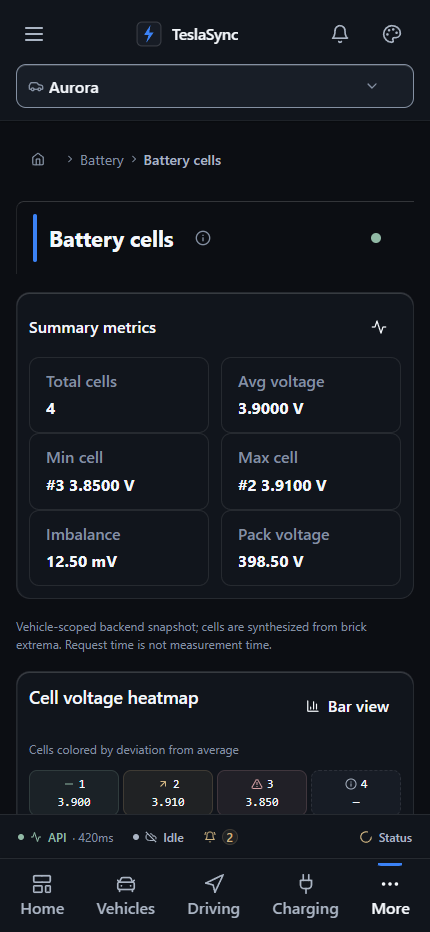 TeslaSync
Aurora
Battery
Battery cells
Battery cells
Summary metrics
Total cells
4
Avg voltage
3.9000 V
Min cell
#3 3.8500 V
Max cell
#2 3.9100 V
Imbalance
12.50 mV
Pack voltage
398.50 V
Vehicle-scoped backend snapshot; cells are synthesized from brick
extrema. Request time is not measurement time.
Cell voltage heatmap
Bar view
Cells colored by deviation from average
1
3.900
2
3.910
3
3.850
4
—
API · 420ms
Idle
2
Status
Home
Vehicles
Driving
Charging
More